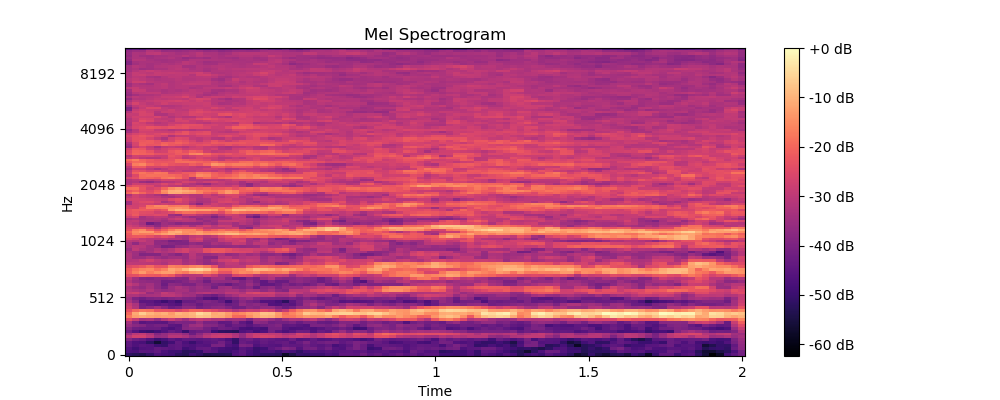 Mel Spectrogram
Hz
8192
4096
2048
1024
512
0
0
0.5
1
1.5
2
Time
+0 dB
-10 dB
-20 dB
-30 dB
-40 dB
-50 dB
-60 dB